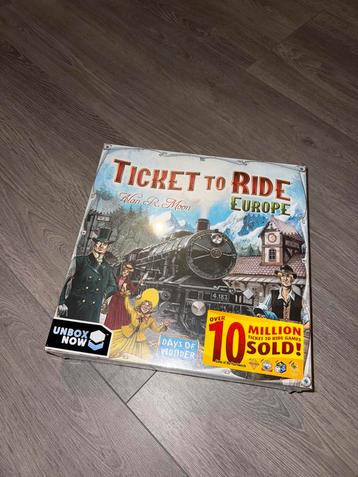 TICKET TO RIDE
EUROPE
Alan R. Moon
4.183
UNBOX
NOW
DAYS OF
WONDER
OVER
10 MILLION
TICKET TO RIDE GAMES
SOLD!